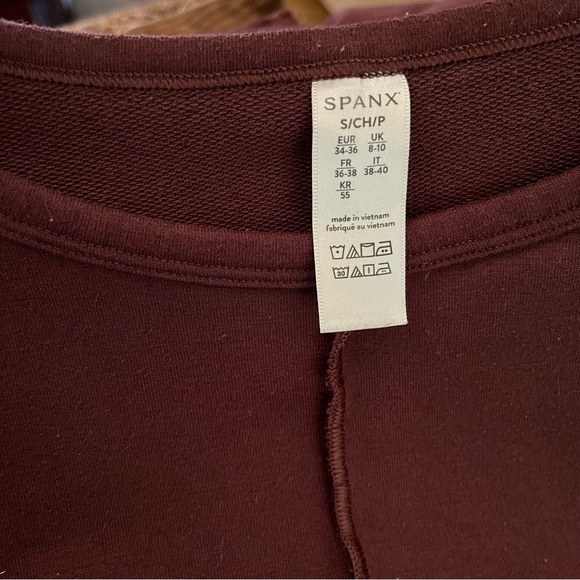 SPANX
S/CH/P
EUR UK
34-36 8-10
FR IT
36-38 38-40
KR
55
made in vietnam
fabriqué au vietnam
30